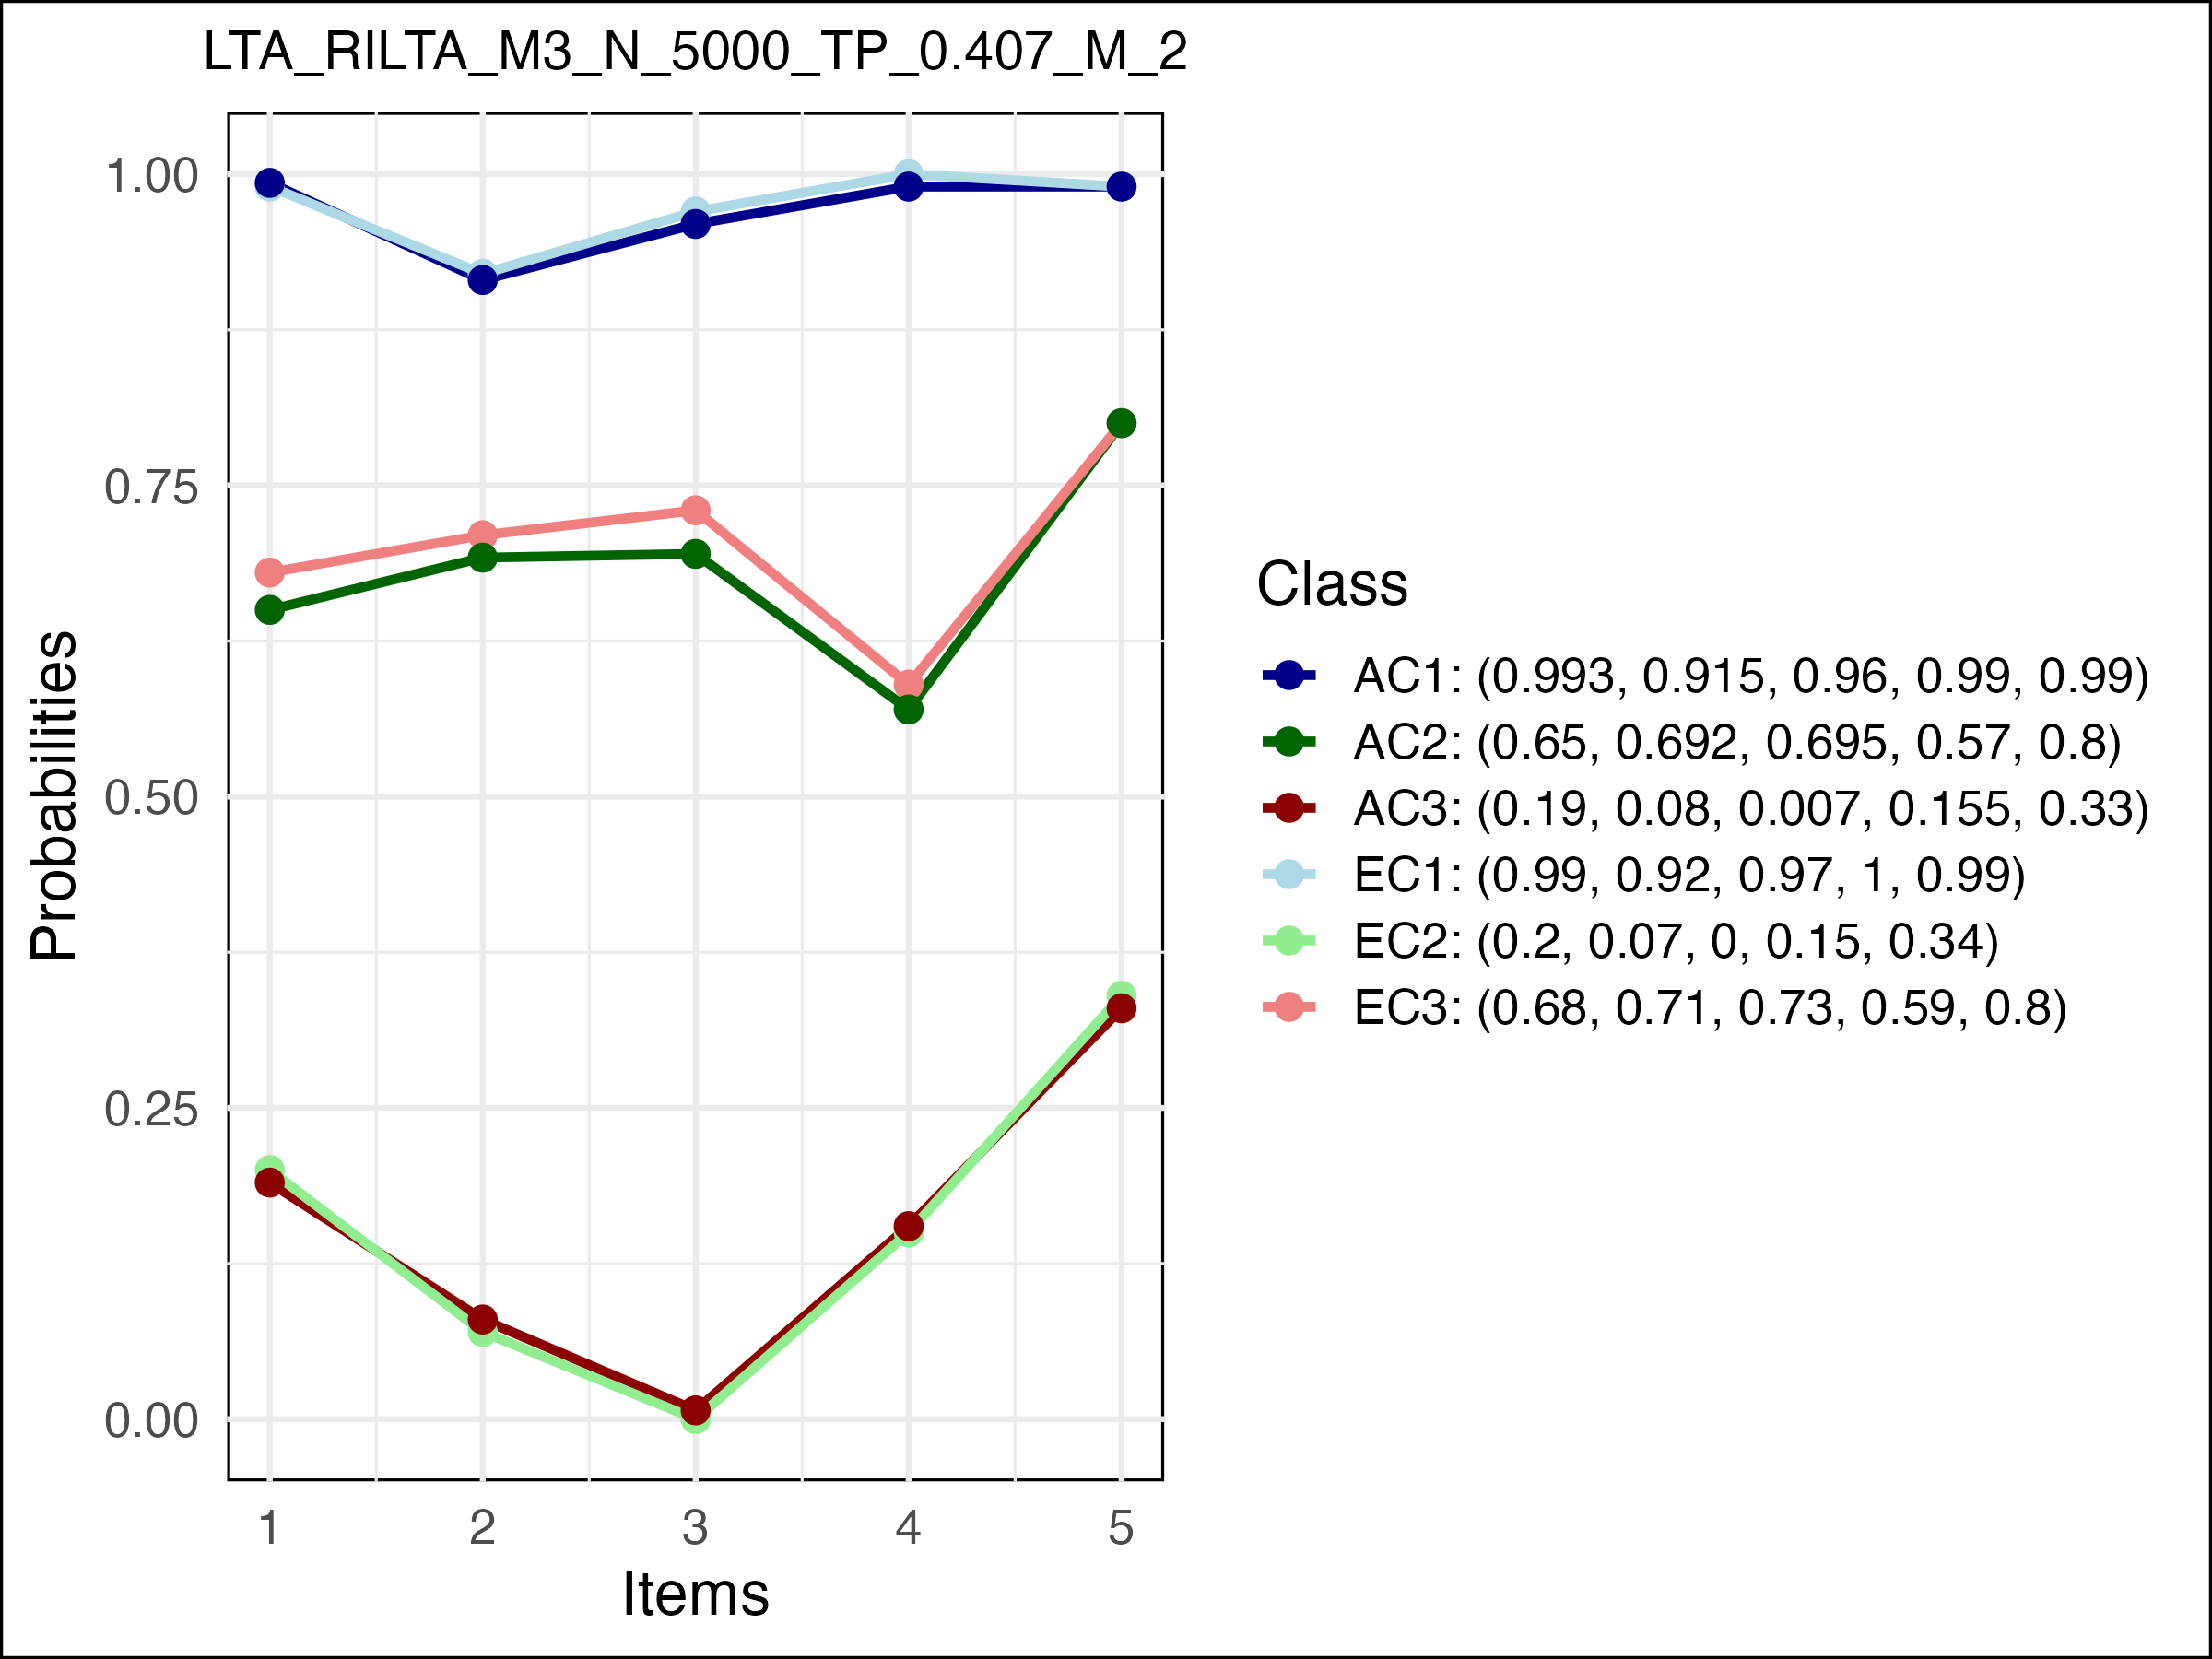 LTA_RILTA_M3_N_5000_TP_0.407_M_2
1.00
0.75
0.50
0.25
0.00
Probabilities
1 2 3 4 5
Items
Class
AC1: (0.993, 0.915, 0.96, 0.99, 0.99)
AC2: (0.65, 0.692, 0.695, 0.57, 0.8)
AC3: (0.19, 0.08, 0.007, 0.155, 0.33)
EC1: (0.99, 0.92, 0.97, 1, 0.99)
EC2: (0.2, 0.07, 0, 0.15, 0.34)
EC3: (0.68, 0.71, 0.73, 0.59, 0.8)